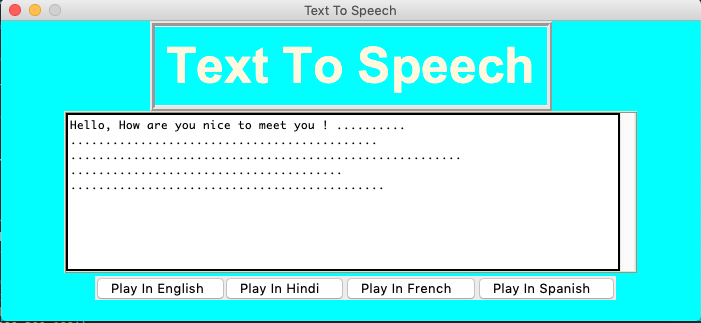 Text To Speech
Text To Speech
Hello, How are you nice to meet you ! ..........
............................................
........................................................
.......................................
.............................................
Play In English
Play In Hindi
Play In French
Play In Spanish